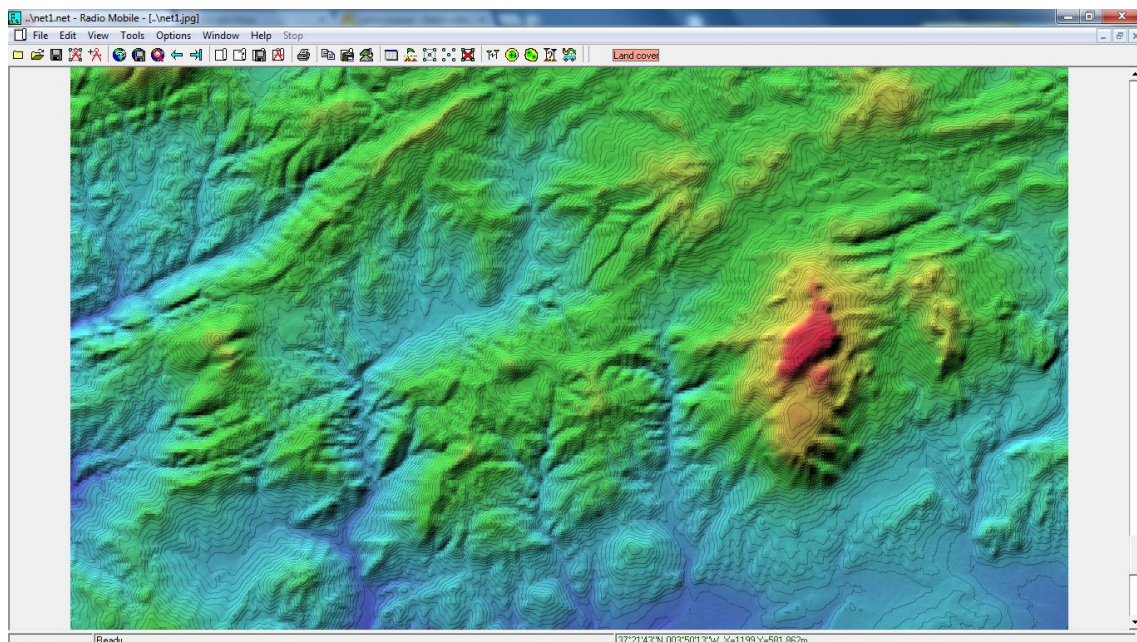 ..\net1.net - Radio Mobile - [..\net1.jpg]
File Edit View Tools Options Window Help Stop
Land cover
Ready
37°21'43"N 003°50'13"W X=1199,Y=581,862m